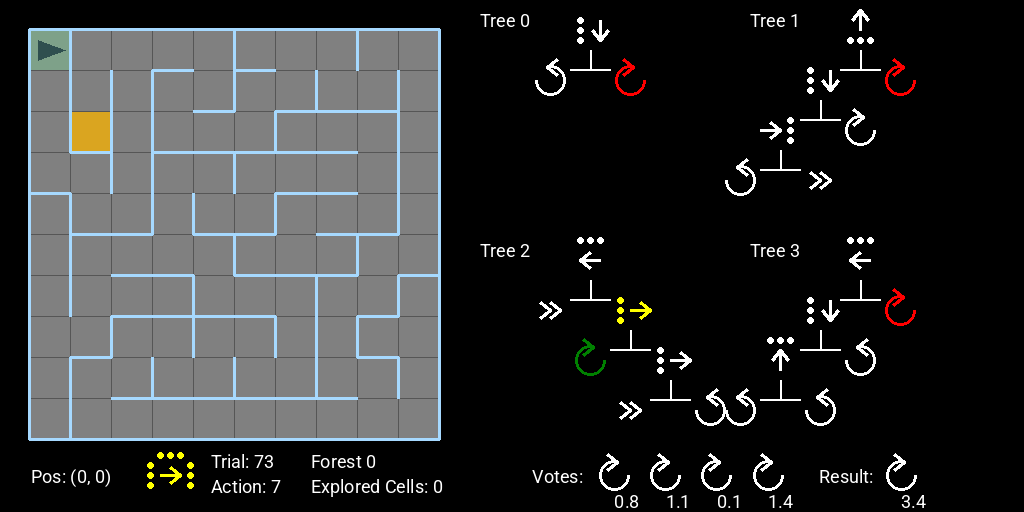 Tree 0
Tree 1
Tree 2
Tree 3
Pos: (0, 0)
Trial: 73
Action: 7
Forest 0
Explored Cells: 0
Votes:
0.8
1.1
0.1
1.4
Result:
3.4